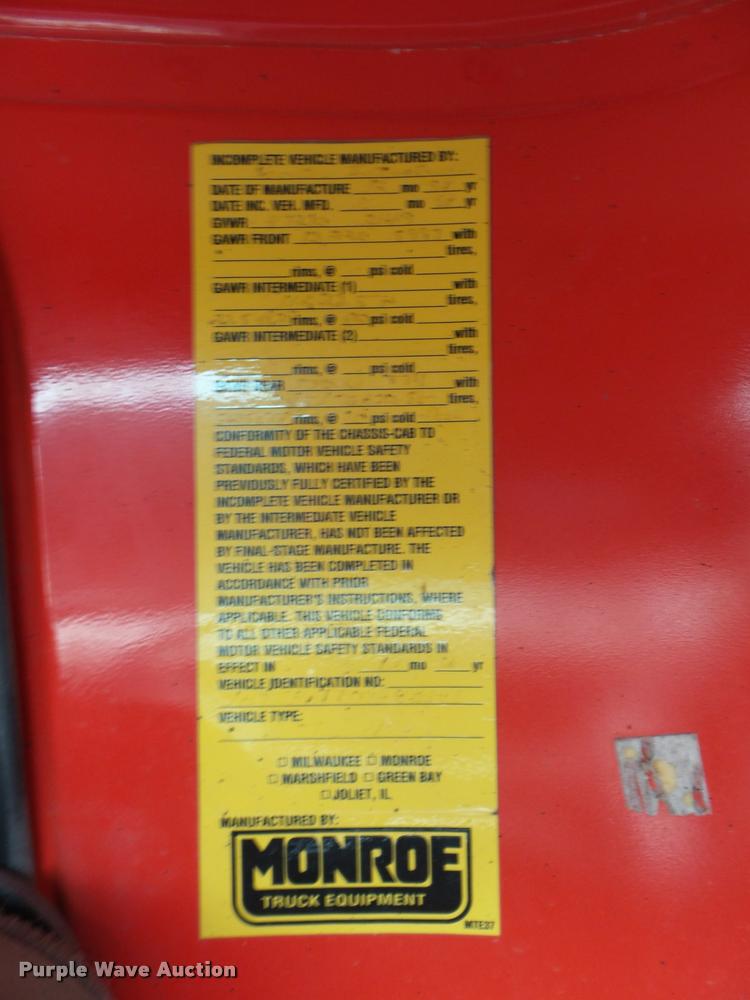 INCOMPLETE VEHICLE MANUFACTURED BY:
DATE OF MANUFACTURE mo yr
DATE INC. VEH. MFD. mo yr
GVWR
GAWR FRONT with
tires,
rims, @ psi cold
GAWR INTERMEDIATE (1) with
tires,
rims, @ psi cold
GAWR INTERMEDIATE (2) with
tires,
rims, @ psi cold
GAWR REAR with
tires,
rims, @ psi cold
CONFORMITY OF THE CHASSIS-CAB TO
FEDERAL MOTOR VEHICLE SAFETY
STANDARDS, WHICH HAVE BEEN
PREVIOUSLY FULLY CERTIFIED BY THE
INCOMPLETE VEHICLE MANUFACTURER OR
BY THE INTERMEDIATE VEHICLE
MANUFACTURER, HAS NOT BEEN AFFECTED
BY FINAL-STAGE MANUFACTURE. THE
VEHICLE HAS BEEN COMPLETED IN
ACCORDANCE WITH PRIOR
MANUFACTURER'S INSTRUCTIONS, WHERE
APPLICABLE. THIS VEHICLE CONFORMS
TO ALL OTHER APPLICABLE FEDERAL
MOTOR VEHICLE SAFETY STANDARDS IN
EFFECT IN mo yr
VEHICLE IDENTIFICATION NO:
VEHICLE TYPE:
□ MILWAUKEE □ MONROE
□ MARSHFIELD □ GREEN BAY
□ JOLIET, IL
MANUFACTURED BY:
MONROE
TRUCK EQUIPMENT
MTE37
Purple Wave Auction